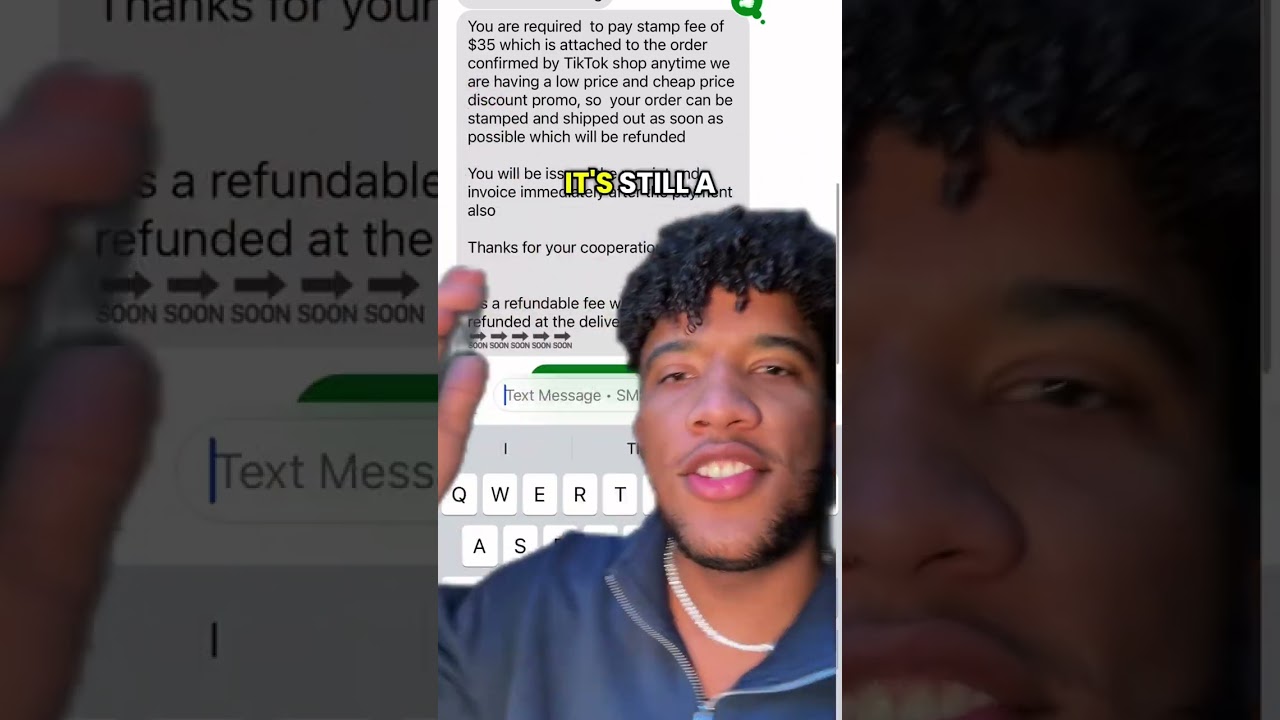 You are required to pay stamp fee of
$35 which is attached to the order
confirmed by TikTok shop anytime we
are having a low price and cheap price
discount promo, so your order can be
stamped and shipped out as soon as
possible which will be refunded
You will be
invoice immediately after the payment
also
Thanks for your
a refundable fee
refunded at the
SOON SOON SOON SOON SOON
IT'S STILL A
Text Message • SM
I
Q W E R T
A S
Thanks for your
s a refundable
refunded at the
SOON SOON SOON SOON SOON
Text Mess
I